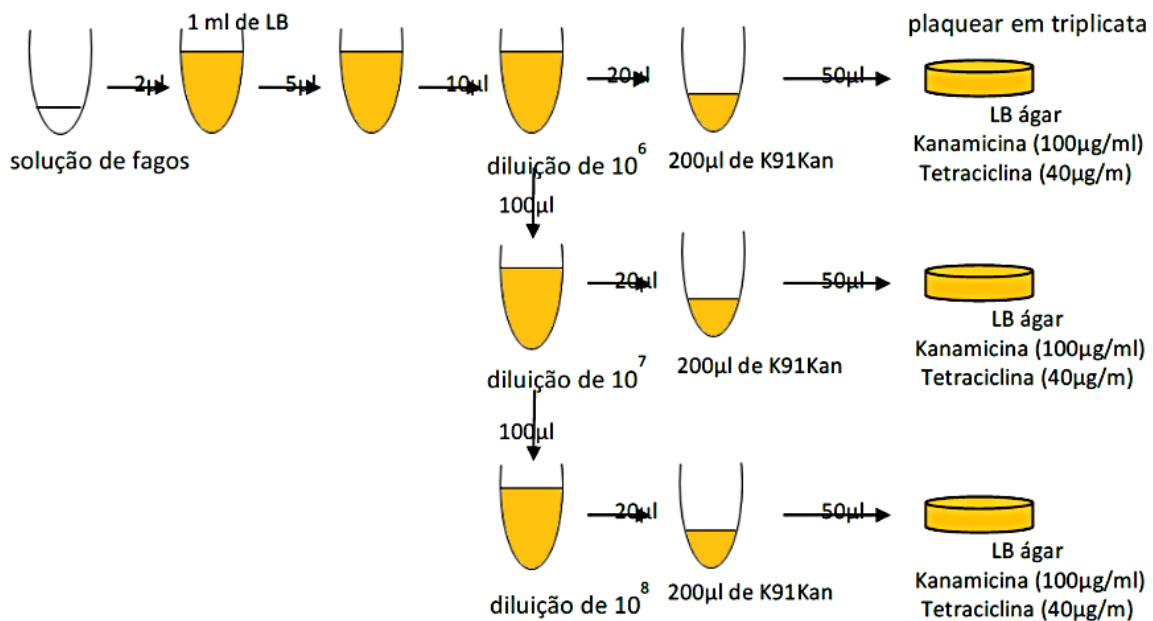 1 ml de LB
plaquear em triplicata
2µl
5µl
10µl
20µl
50µl
solução de fagos
diluição de 10⁶
200µl de K91Kan
LB ágar
Kanamicina (100µg/ml)
Tetraciclina (40µg/m)
100µl
20µl
50µl
diluição de 10⁷
200µl de K91Kan
LB ágar
Kanamicina (100µg/ml)
Tetraciclina (40µg/m)
100µl
20µl
50µl
diluição de 10⁸
200µl de K91Kan
LB ágar
Kanamicina (100µg/ml)
Tetraciclina (40µg/m)